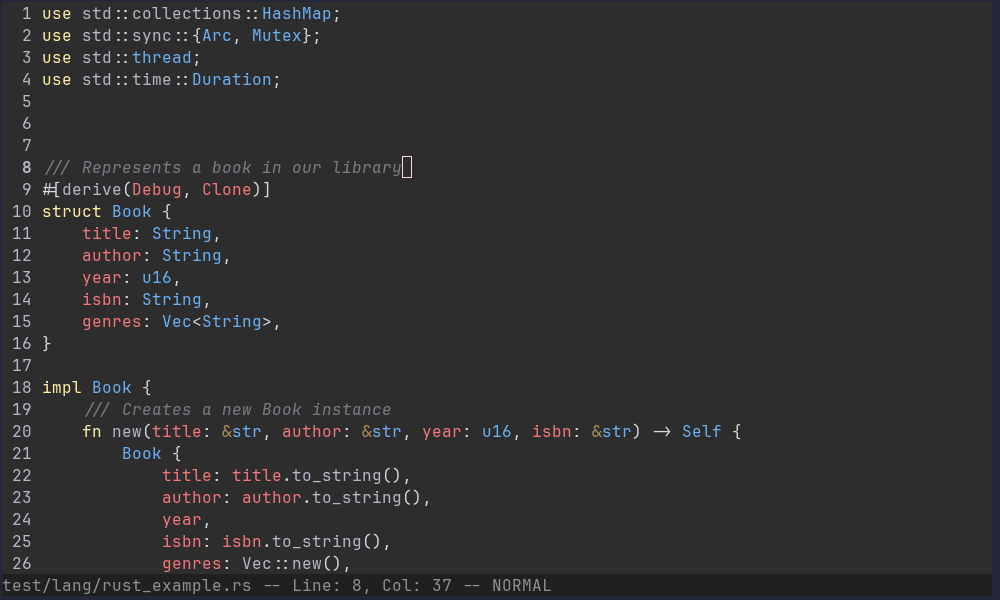 1 use std::collections::HashMap;
2 use std::sync::{Arc, Mutex};
3 use std::thread;
4 use std::time::Duration;
5
6
7
8 /// Represents a book in our library
9 #[derive(Debug, Clone)]
10 struct Book {
11     title: String,
12     author: String,
13     year: u16,
14     isbn: String,
15     genres: Vec<String>,
16 }
17
18 impl Book {
19     /// Creates a new Book instance
20     fn new(title: &str, author: &str, year: u16, isbn: &str) -> Self {
21         Book {
22             title: title.to_string(),
23             author: author.to_string(),
24             year,
25             isbn: isbn.to_string(),
26             genres: Vec::new(),
test/lang/rust_example.rs -- Line: 8, Col: 37 -- NORMAL